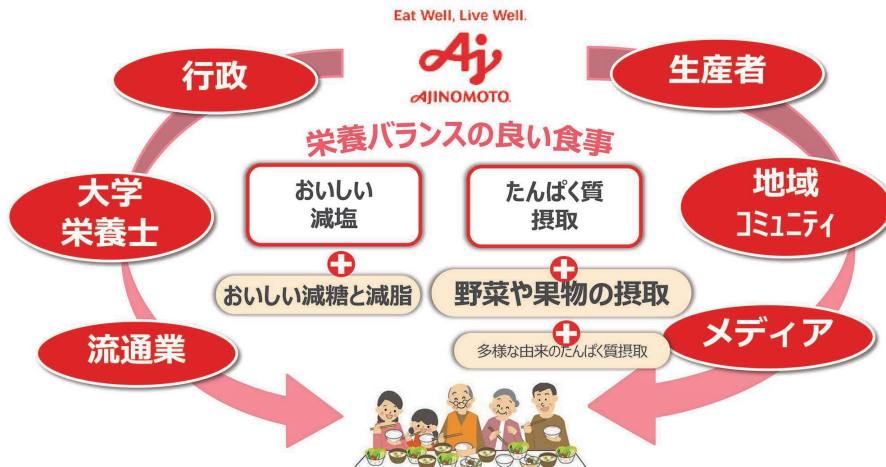 Eat Well, Live Well.
Aj
AJINOMOTO
行政
生産者
栄養バランスの良い食事
大学
栄養士
おいしい
減塩
たんぱく質
摂取
地域
コミュニティ
おいしい減糖と減脂
野菜や果物の摂取
流通業
多様な由来のたんぱく質摂取
メディア